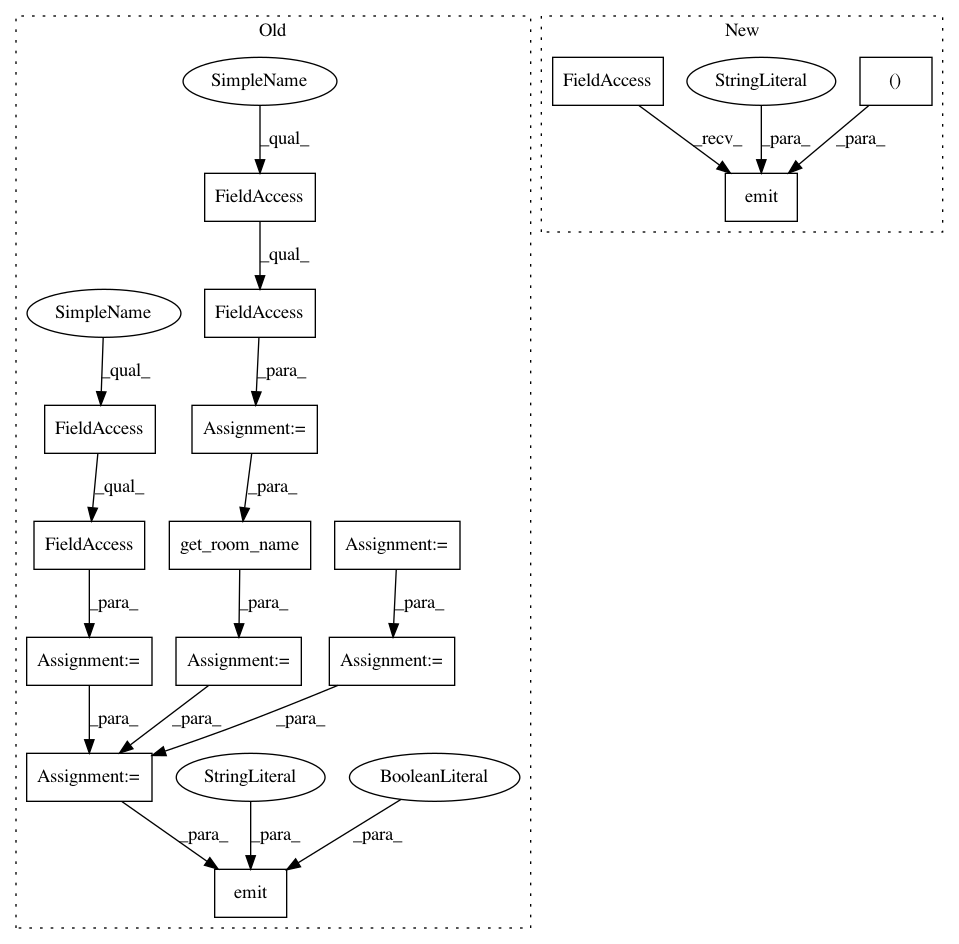 Old
New
SimpleName
FieldAccess
StringLiteral
()
_qual_
_recv_
_para_
_para_
FieldAccess
emit
_qual_
SimpleName
FieldAccess
_qual_
_para_
FieldAccess
Assignment:=
_qual_
_para_
FieldAccess
get_room_name
Assignment:=
_para_
_para_
_para_
Assignment:=
Assignment:=
Assignment:=
_para_
_para_
_para_
Assignment:=
StringLiteral
BooleanLiteral
_para_
_para_
_para_
emit